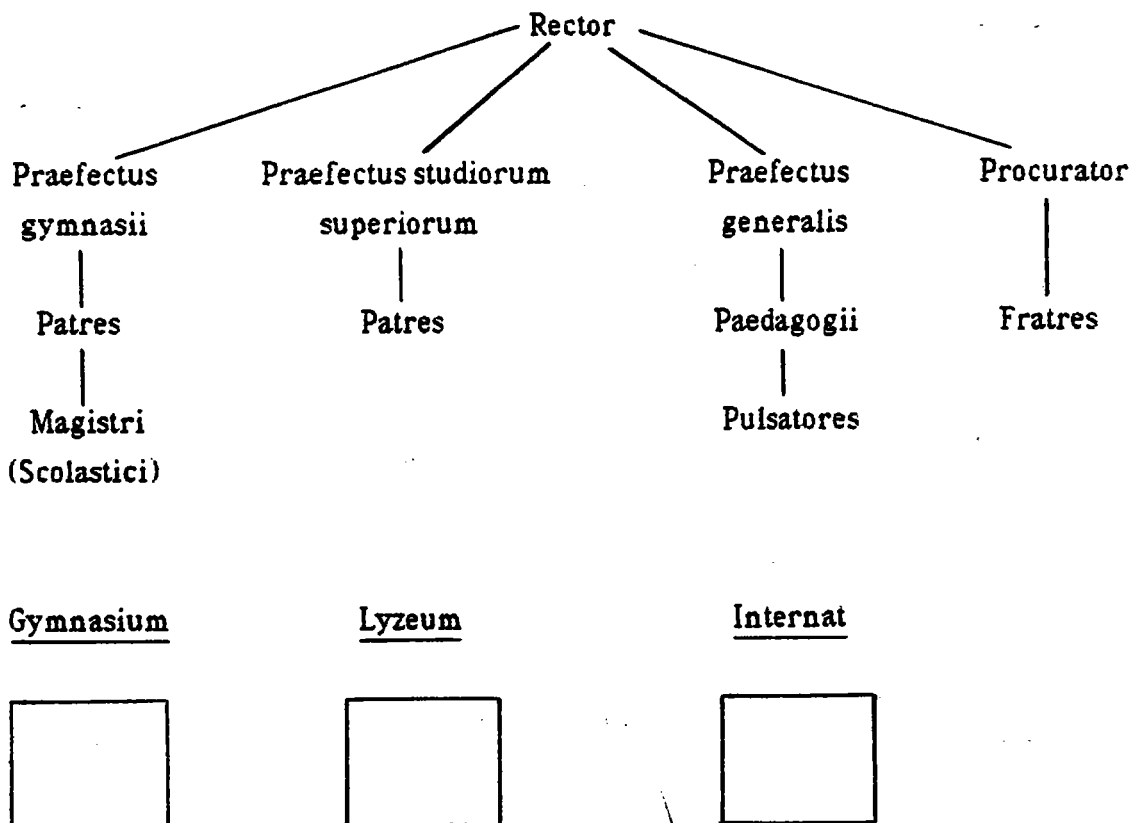 Rector
Praefectus
gymnasii
Praefectus studiorum
superiorum
Praefectus
generalis
Procurator
Patres
Patres
Paedagogii
Fratres
Magistri
(Scolastici)
Pulsatores
Gymnasium
Lyzeum
Internat